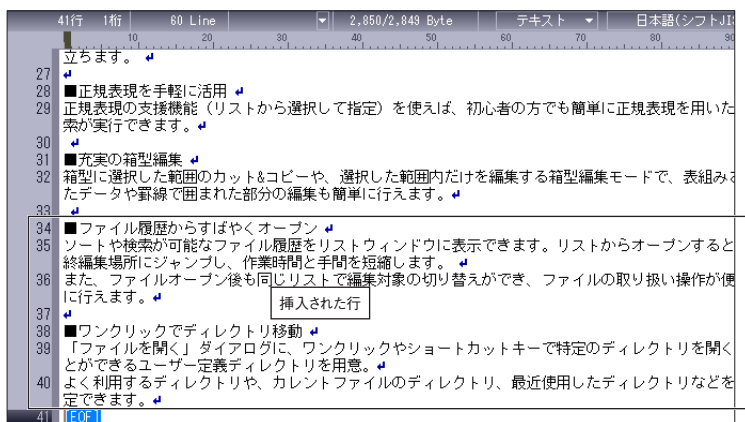 41行 1桁 60 Line 2,850/2,849 Byte テキスト 日本語(シフトJI
10 20 30 40 50 60 70 80 90
立ちます。
27
28 ■正規表現を手軽に活用
29 正規表現の支援機能（リストから選択して指定）を使えば、初心者の方でも簡単に正規表現を用いた
索が実行できます。
30
31 ■充実の箱型編集
32 箱型に選択した範囲のカット&コピーや、選択した範囲内だけを編集する箱型編集モードで、表組み
たデータや罫線で囲まれた部分の編集も簡単に行えます。
33
34 ■ファイル履歴からすばやくオープン
35 ソートや検索が可能なファイル履歴をリストウィンドウに表示できます。リストからオープンすると
終編集場所にジャンプし、作業時間と手間を短縮します。
36 また、ファイルオープン後も同じリストで編集対象の切り替えができ、ファイルの取り扱い操作が便
に行えます。
挿入された行
37
38 ■ワンクリックでディレクトリ移動
39 「ファイルを開く」ダイアログに、ワンクリックやショートカットキーで特定のディレクトリを開く
とができるユーザー定義ディレクトリを用意。
40 よく利用するディレクトリや、カレントファイルのディレクトリ、最近使用したディレクトリなどを
定できます。
41 [EOF]